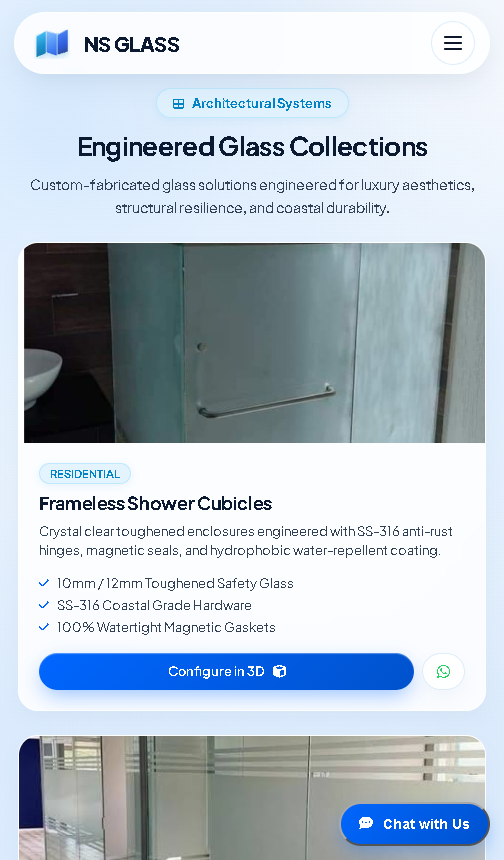 NS GLASS
Architectural Systems
Engineered Glass Collections
Custom-fabricated glass solutions engineered for luxury aesthetics,
structural resilience, and coastal durability.
RESIDENTIAL
Frameless Shower Cubicles
Crystal clear toughened enclosures engineered with SS-316 anti-rust
hinges, magnetic seals, and hydrophobic water-repellent coating.
10mm / 12mm Toughened Safety Glass
SS-316 Coastal Grade Hardware
100% Watertight Magnetic Gaskets
Configure in 3D
Chat with Us